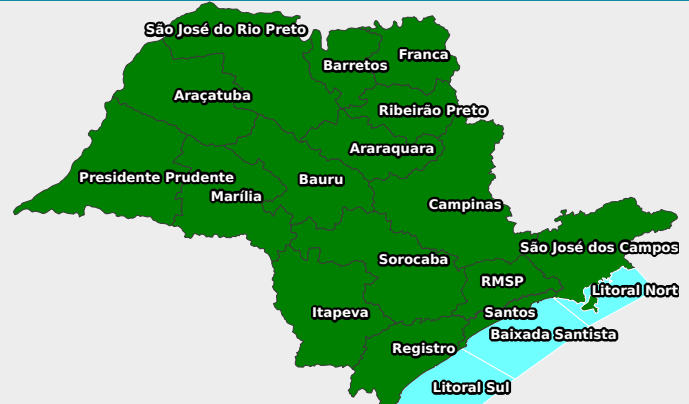 São José do Rio Preto
Franca
Barretos
Araçatuba
Ribeirão Preto
Araraquara
Presidente Prudente
Bauru
Marília
Campinas
São José dos Campos
Sorocaba
RMSP
Litoral Nort
Itapeva
Santos
Baixada Santista
Registro
Litoral Sul